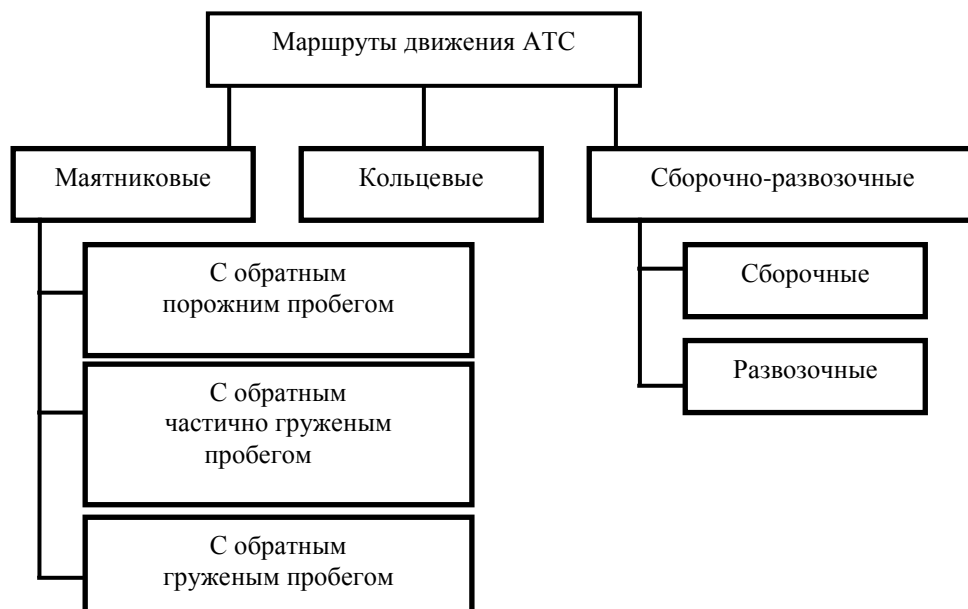 Маршруты движения АТС
Маятниковые
Кольцевые
Сборочно-развозочные
С обратным
порожним пробегом
С обратным
частично груженым
пробегом
С обратным
груженым пробегом
Сборочные
Развозочные